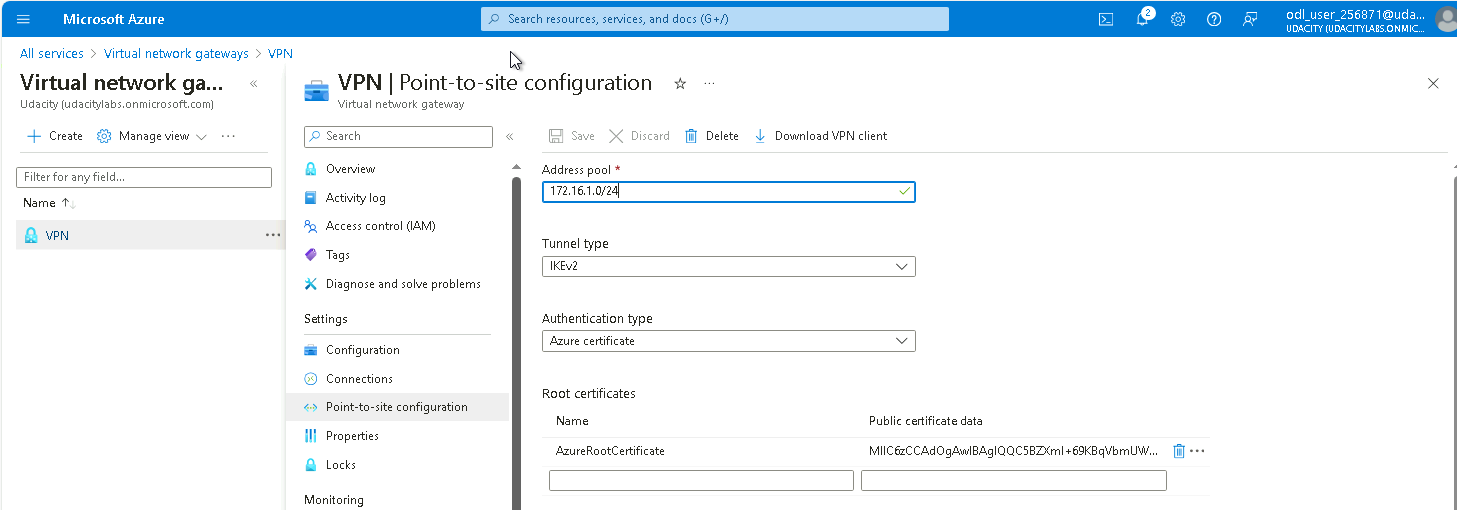 Microsoft Azure
Search resources, services, and docs (G+/)
2
odl_user_256871@uda...
UDACITY (UDACITYLABS.ONMIC...
All services > Virtual network gateways > VPN
Virtual network ga...
«
Udacity (udacitylabs.onmicrosoft.com)
Create
Manage view
...
Filter for any field...
Name ↑↓
VPN
...
VPN | Point-to-site configuration
...
Virtual network gateway
Search
«
Overview
Activity log
Access control (IAM)
Tags
Diagnose and solve problems
Settings
Configuration
Connections
Point-to-site configuration
Properties
Locks
Monitoring
Save
Discard
Delete
Download VPN client
Address pool *
172.16.1.0/24
Tunnel type
IKEv2
Authentication type
Azure certificate
Root certificates
Name
Public certificate data
AzureRootCertificate
MIIC6zCCAdOgAwIBAgIQQC5BZXmI+69KBqVbmUW...
...